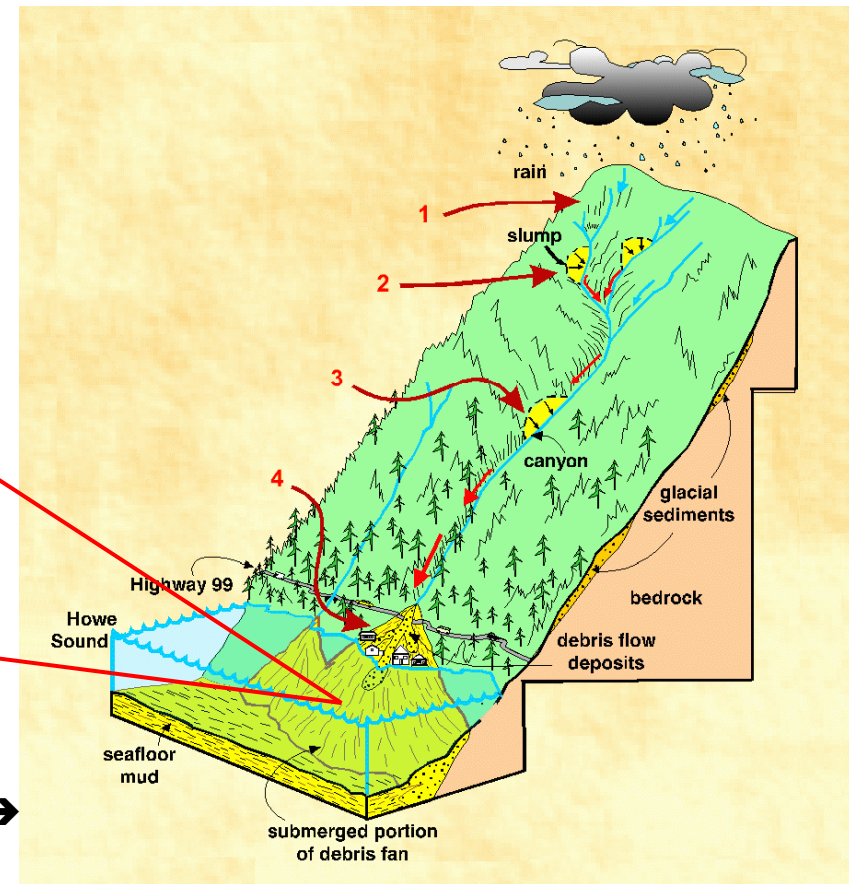 rain
1
slump
2
3
canyon
4
glacial
sediments
Highway 99
bedrock
Howe
Sound
debris flow
deposits
seafloor
mud
submerged portion
of debris fan